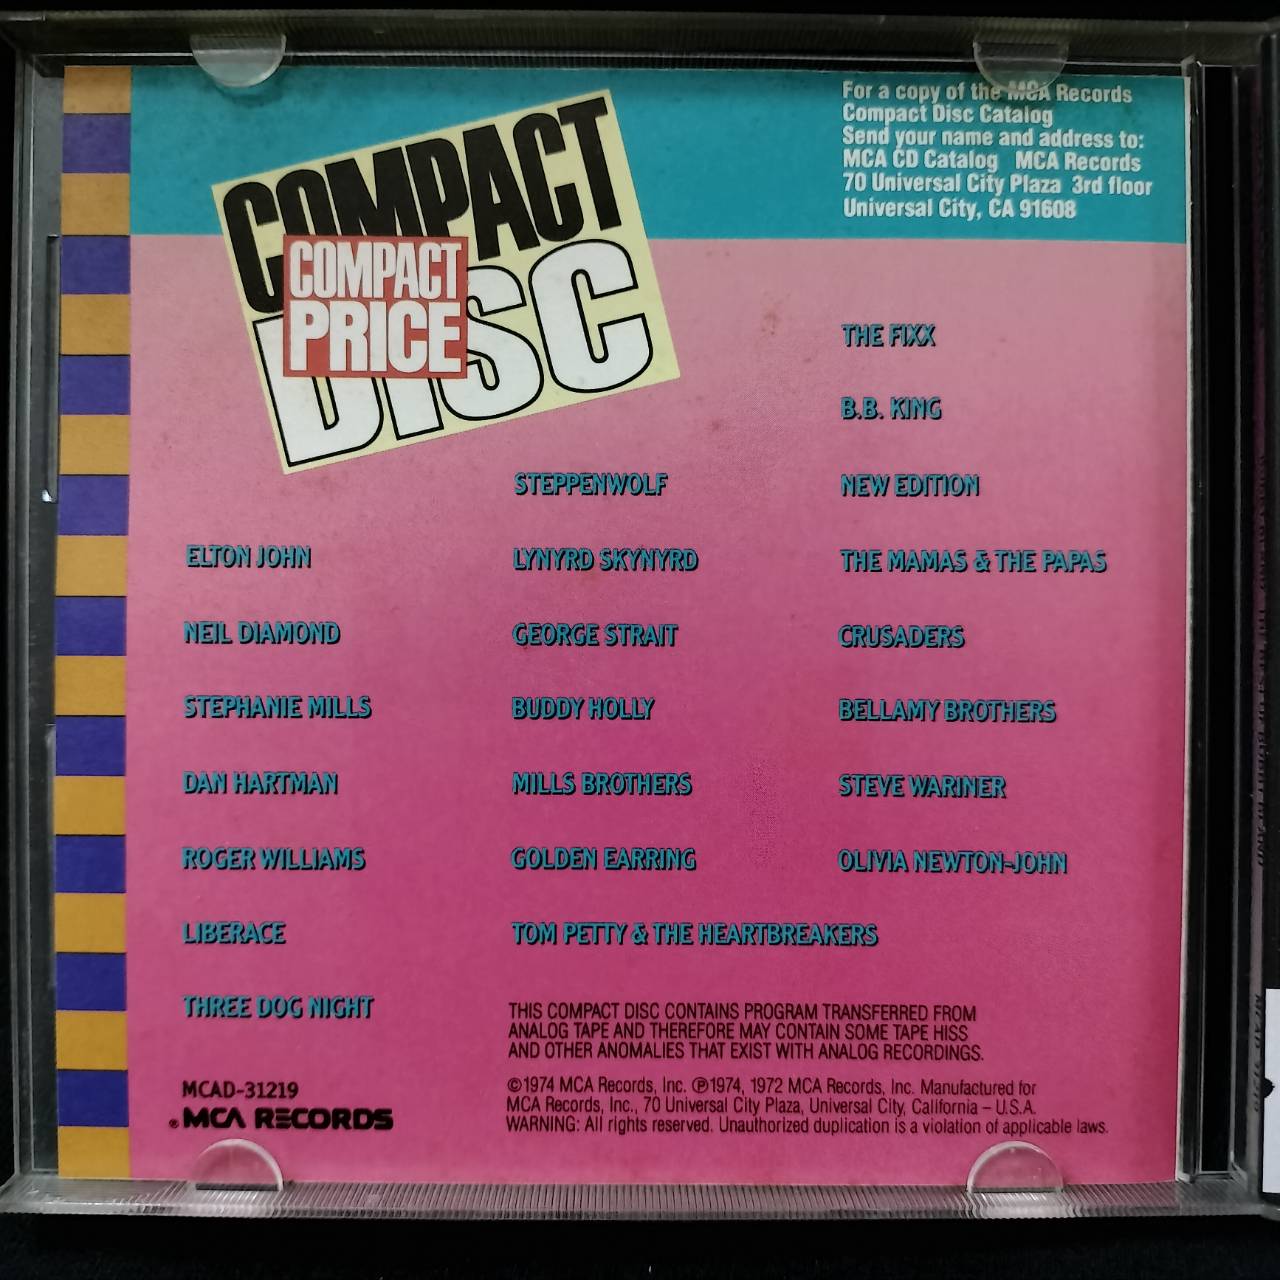 For a copy of the MCA Records
Compact Disc Catalog
Send your name and address to:
MCA CD Catalog MCA Records
70 Universal City Plaza 3rd floor
Universal City, CA 91608
COMPACT
DISC
COMPACT
PRICE
ELTON JOHN
NEIL DIAMOND
STEPHANIE MILLS
DAN HARTMAN
ROGER WILLIAMS
LIBERACE
THREE DOG NIGHT
STEPPENWOLF
LYNYRD SKYNYRD
GEORGE STRAIT
BUDDY HOLLY
MILLS BROTHERS
GOLDEN EARRING
TOM PETTY & THE HEARTBREAKERS
THE FIXX
B.B. KING
NEW EDITION
THE MAMAS & THE PAPAS
CRUSADERS
BELLAMY BROTHERS
STEVE WARINER
OLIVIA NEWTON-JOHN
MCAD-31219
®MCA RECORDS
THIS COMPACT DISC CONTAINS PROGRAM TRANSFERRED FROM
ANALOG TAPE AND THEREFORE MAY CONTAIN SOME TAPE HISS
AND OTHER ANOMALIES THAT EXIST WITH ANALOG RECORDINGS.
©1974 MCA Records, Inc. ℗1974, 1972 MCA Records, Inc. Manufactured for
MCA Records, Inc., 70 Universal City Plaza, Universal City, California – U.S.A.
WARNING: All rights reserved. Unauthorized duplication is a violation of applicable laws.